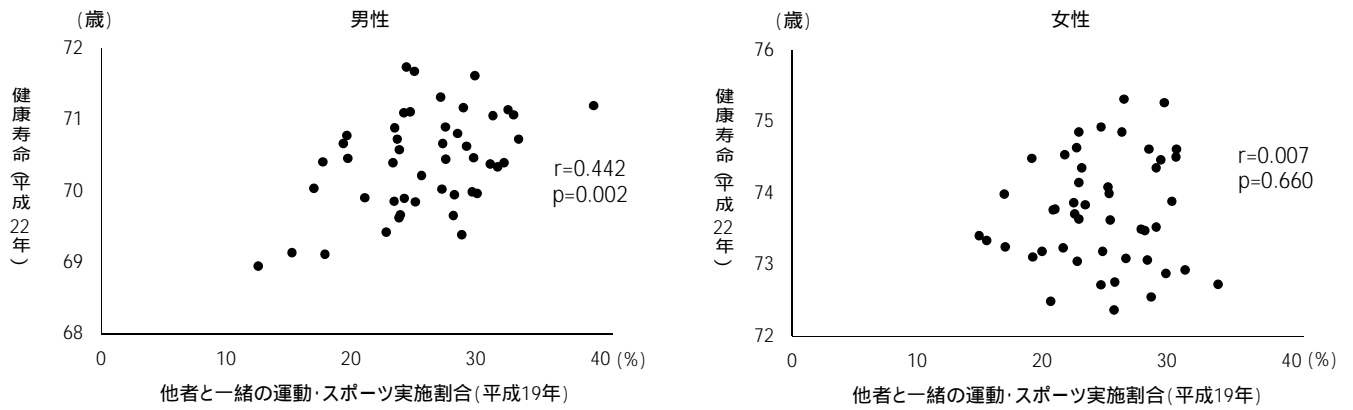 (歳)
男性
72
71
70
69
68
健康寿命(平成22年)
r=0.442
p=0.002
0
10
20
30
40 (%)
他者と一緒の運動･スポーツ実施割合(平成19年)
(歳)
女性
76
75
74
73
72
健康寿命(平成22年)
r=0.007
p=0.660
0
10
20
30
40 (%)
他者と一緒の運動･スポーツ実施割合(平成19年)